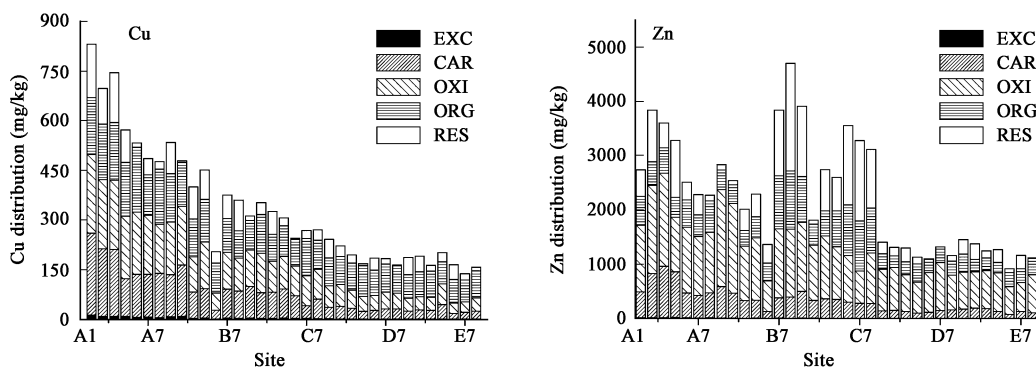 Cu
EXC
CAR
OXI
ORG
RES
Cu distribution (mg/kg)
900
750
600
450
300
150
0
A1
A7
B7
C7
D7
E7
Site
Zn
EXC
CAR
OXI
ORG
RES
Zn distribution (mg/kg)
5000
4000
3000
2000
1000
0
A1
A7
B7
C7
D7
E7
Site